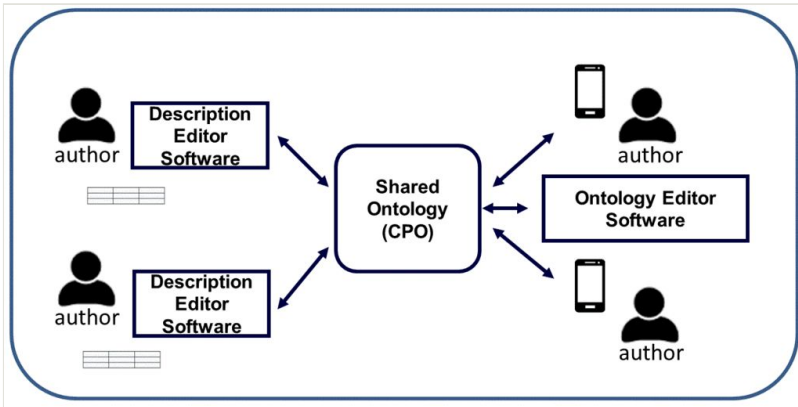 author
Description
Editor
Software
author
Description
Editor
Software
Shared
Ontology
(CPO)
author
Ontology Editor
Software
author